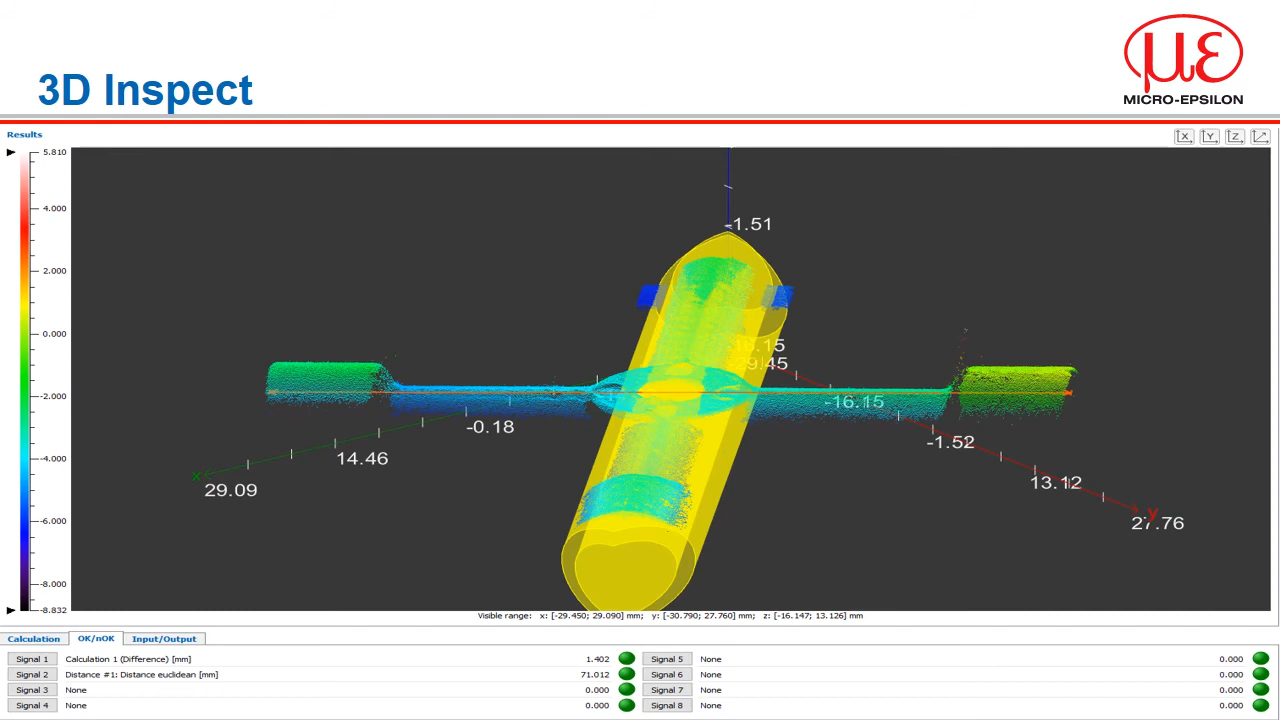 3D Inspect
με
MICRO-EPSILON
Results
X Y Z
5.810
4.000
2.000
0.000
-2.000
-4.000
-6.000
-8.000
-8.832
-1.51
-16.15
-0.18
-1.52
14.46
13.12
x
29.09
y
27.76
Visible range: x: [-29.450; 29.090] mm; y: [-30.790; 27.760] mm; z: [-16.147; 13.126] mm
Calculation OK/nOK Input/Output
Signal 1 Calculation 1 (Difference) [mm] 1.402 Signal 5 None 0.000
Signal 2 Distance #1: Distance euclidean [mm] 71.012 Signal 6 None 0.000
Signal 3 None 0.000 Signal 7 None 0.000
Signal 4 None 0.000 Signal 8 None 0.000